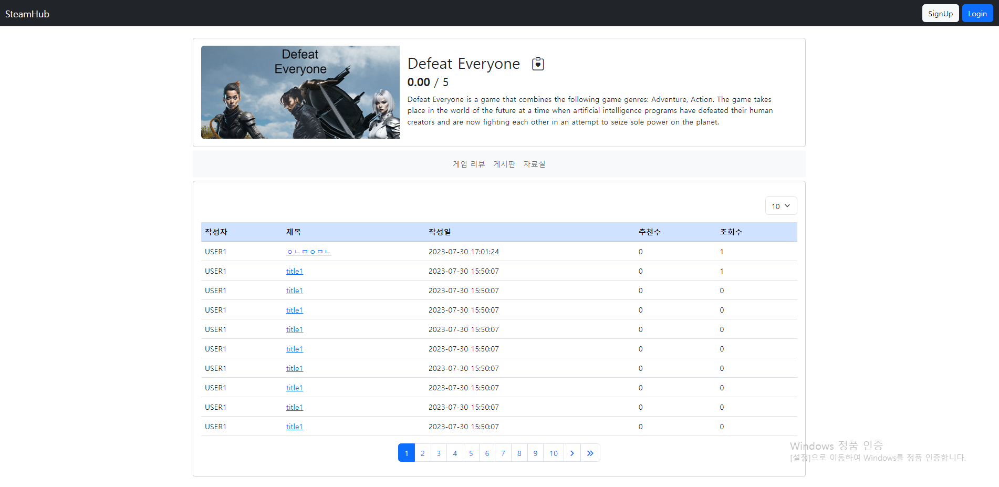 SteamHub
SignUp Login
Defeat
Everyone
Defeat Everyone
0.00 / 5
Defeat Everyone is a game that combines the following game genres: Adventure, Action. The game takes
place in the world of the future at a time when artificial intelligence programs have defeated their human
creators and are now fighting each other in an attempt to seize sole power on the planet.
게임 리뷰 게시판 자료실
10
작성자 제목 작성일 추천수 조회수
USER1 ㅇㄴㅁㅇㅁㄴ 2023-07-30 17:01:24 0 1
USER1 title1 2023-07-30 15:50:07 0 1
USER1 title1 2023-07-30 15:50:07 0 0
USER1 title1 2023-07-30 15:50:07 0 0
USER1 title1 2023-07-30 15:50:07 0 0
USER1 title1 2023-07-30 15:50:07 0 0
USER1 title1 2023-07-30 15:50:07 0 0
USER1 title1 2023-07-30 15:50:07 0 0
USER1 title1 2023-07-30 15:50:07 0 0
USER1 title1 2023-07-30 15:50:07 0 0
1 2 3 4 5 6 7 8 9 10 › »
Windows 정품 인증
[설정]으로 이동하여 Windows를 정품 인증합니다.